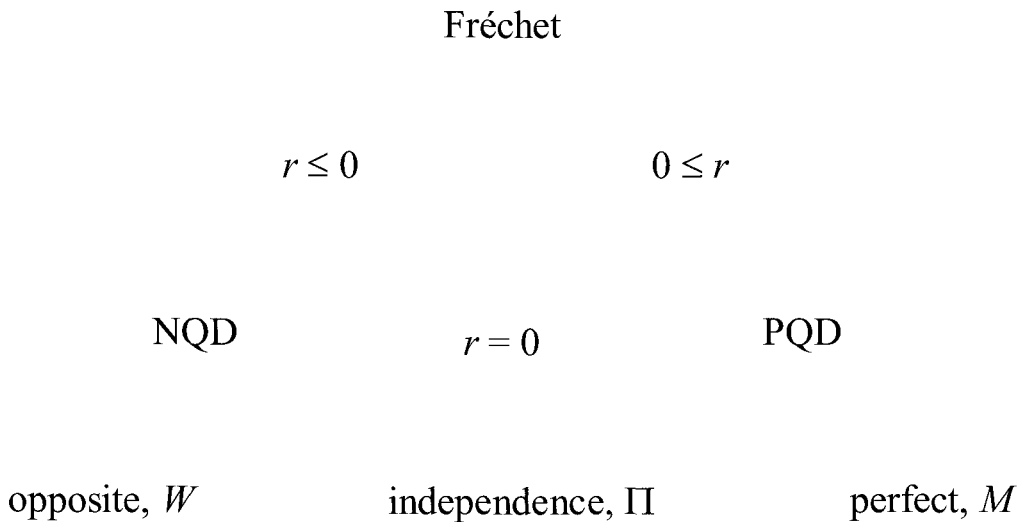 Fréchet
r ≤ 0 0 ≤ r
NQD r = 0 PQD
opposite, W independence, Π perfect, M